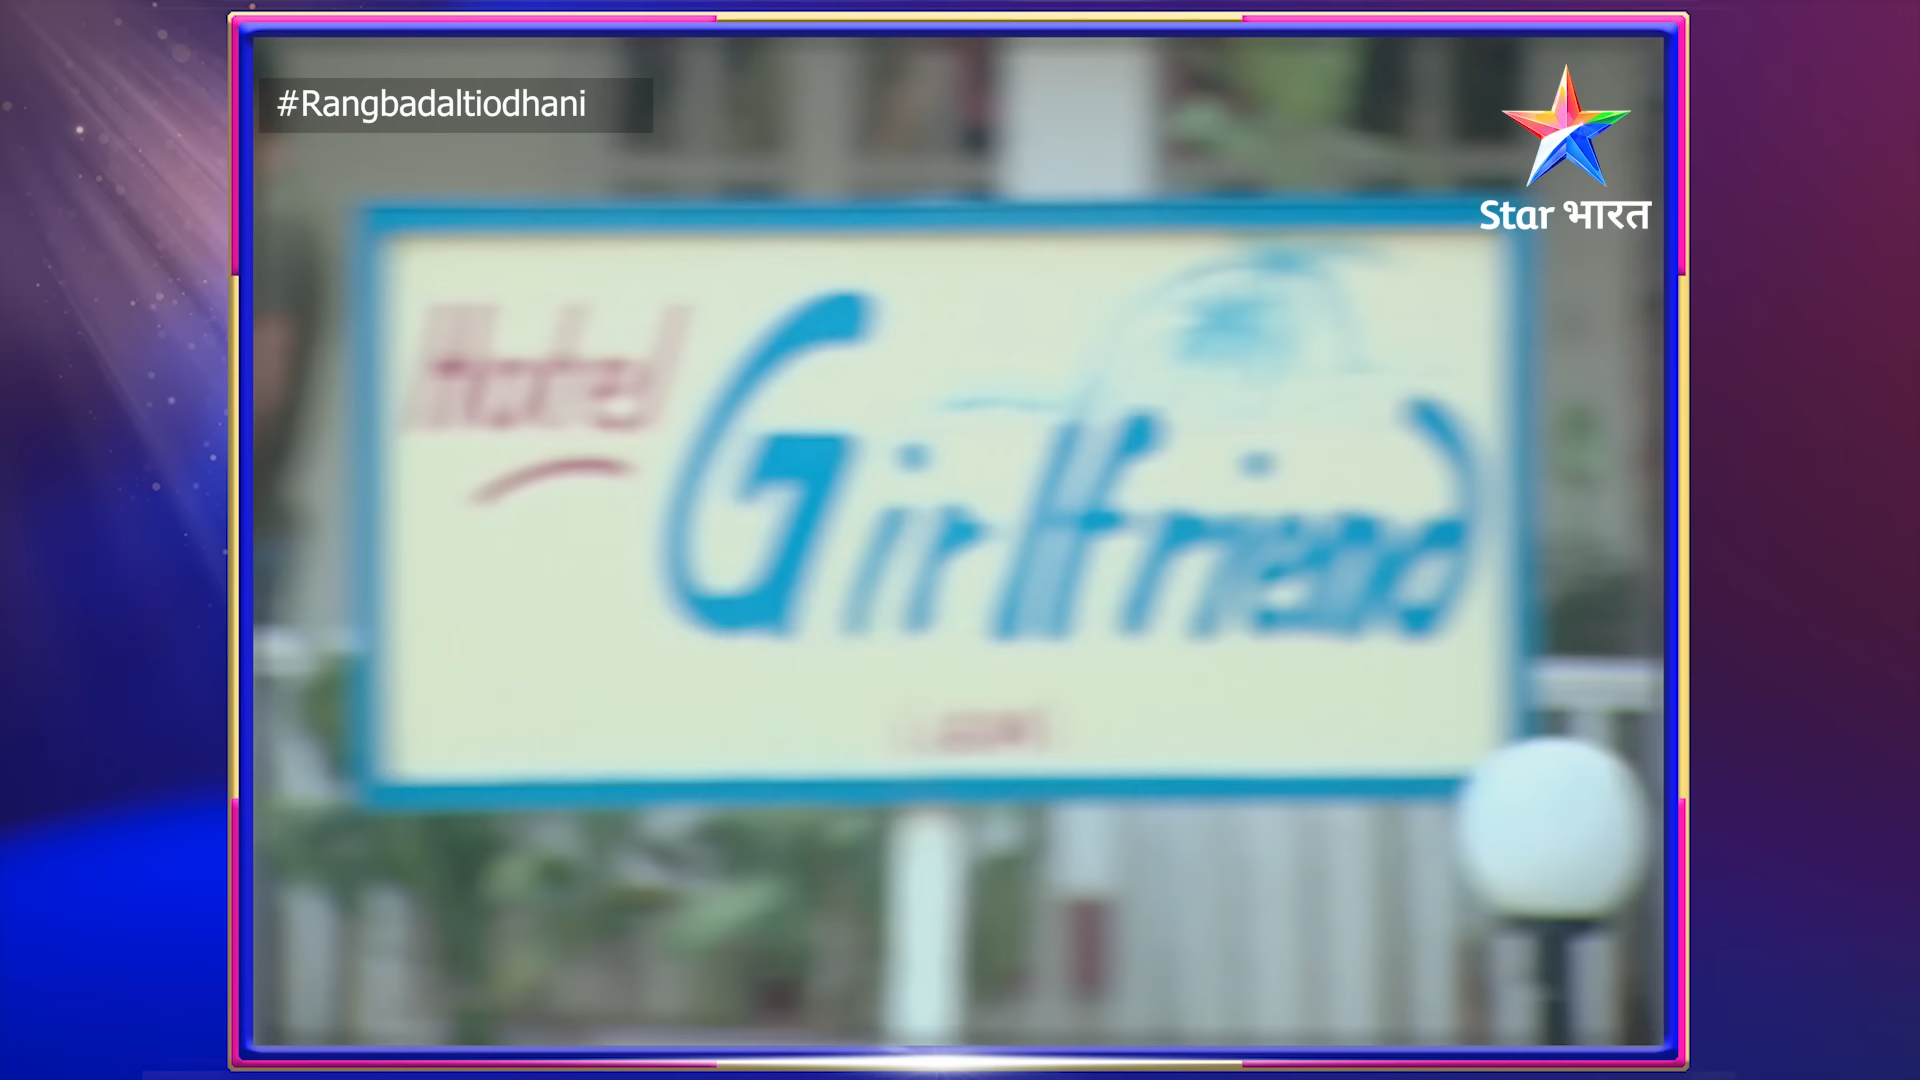 #Rangbadaltiodhani
Star भारत
Hotel
Girlfriend